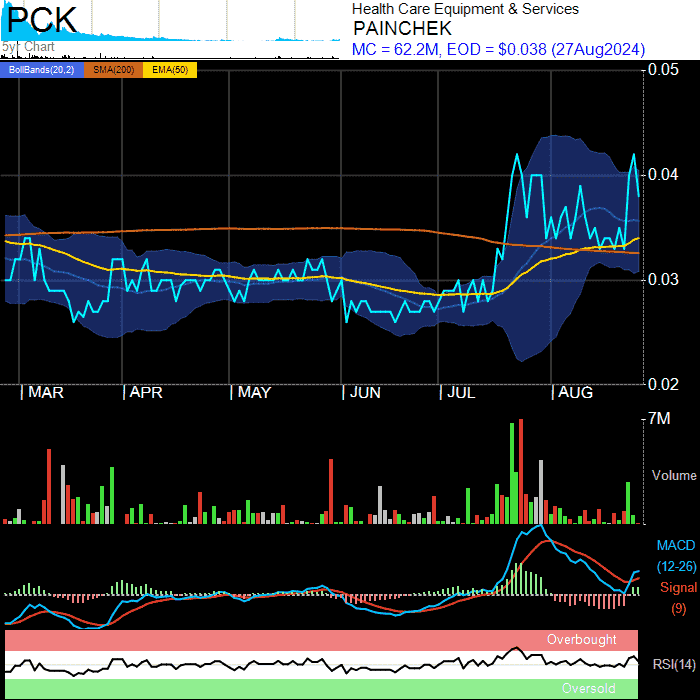 PCK
5yr Chart
Health Care Equipment & Services
PAINCHEK
MC = 62.2M, EOD = $0.038 (27Aug2024)
BollBands(20,2) SMA(200) EMA(50)
0.05
0.04
0.03
0.02
MAR APR MAY JUN JUL AUG
7M
Volume
MACD
(12-26)
Signal
(9)
Overbought
RSI(14)
Oversold